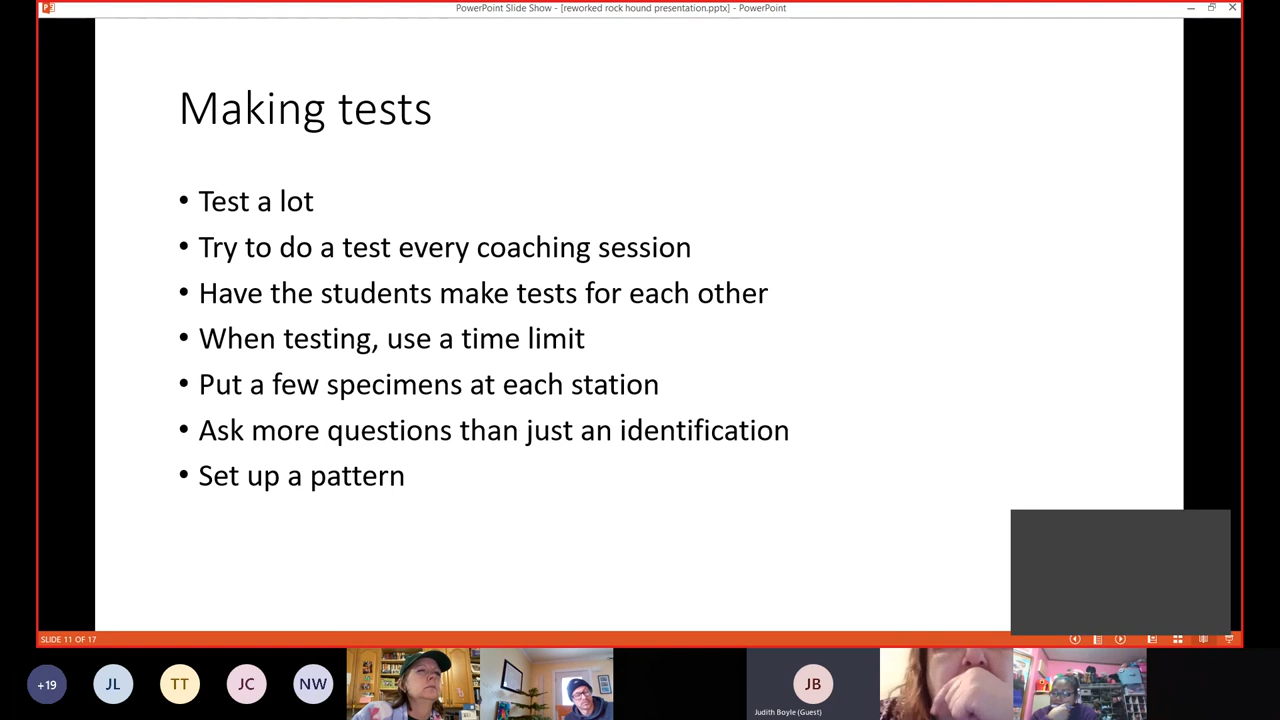 PowerPoint Slide Show - [reworked rock hound presentation.pptx] - PowerPoint
Making tests
• Test a lot
• Try to do a test every coaching session
• Have the students make tests for each other
• When testing, use a time limit
• Put a few specimens at each station
• Ask more questions than just an identification
• Set up a pattern
SLIDE 11 OF 17
+19
JL
TT
JC
NW
JB
Judith Boyle (Guest)